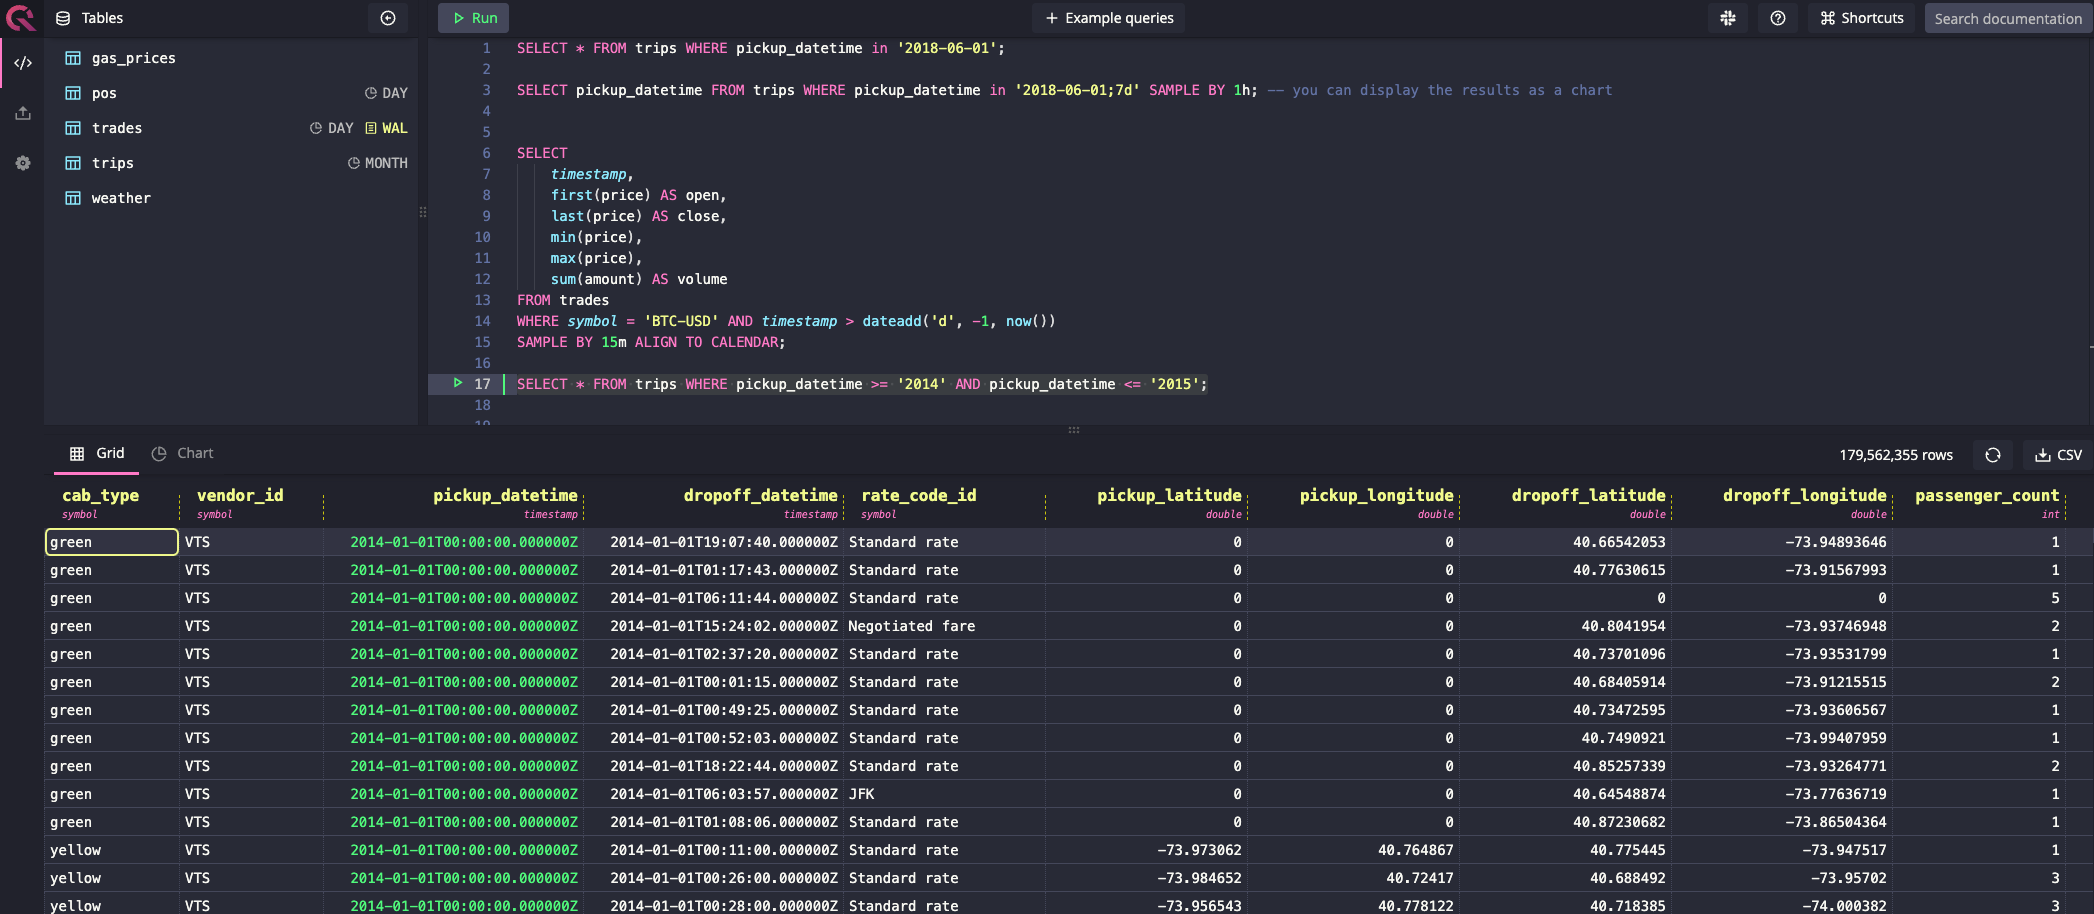 Tables
Run
Example queries
Shortcuts
Search documentation
gas_prices
pos DAY
trades DAY WAL
trips MONTH
weather
1 SELECT * FROM trips WHERE pickup_datetime in '2018-06-01';
2
3 SELECT pickup_datetime FROM trips WHERE pickup_datetime in '2018-06-01;7d' SAMPLE BY 1h; -- you can display the results as a chart
4
5
6 SELECT
7 timestamp,
8 first(price) AS open,
9 last(price) AS close,
10 min(price),
11 max(price),
12 sum(amount) AS volume
13 FROM trades
14 WHERE symbol = 'BTC-USD' AND timestamp > dateadd('d', -1, now())
15 SAMPLE BY 15m ALIGN TO CALENDAR;
16
17 SELECT * FROM trips WHERE pickup_datetime >= '2014' AND pickup_datetime <= '2015';
18
19
Grid Chart 179,562,355 rows CSV
cab_type vendor_id pickup_datetime dropoff_datetime rate_code_id pickup_latitude pickup_longitude dropoff_latitude dropoff_longitude passenger_count
symbol symbol timestamp timestamp symbol double double double double int
green VTS 2014-01-01T00:00:00.000000Z 2014-01-01T19:07:40.000000Z Standard rate 0 0 40.66542053 -73.94893646 1
green VTS 2014-01-01T00:00:00.000000Z 2014-01-01T01:17:43.000000Z Standard rate 0 0 40.77630615 -73.91567993 1
green VTS 2014-01-01T00:00:00.000000Z 2014-01-01T06:11:44.000000Z Standard rate 0 0 0 0 5
green VTS 2014-01-01T00:00:00.000000Z 2014-01-01T15:24:02.000000Z Negotiated fare 0 0 40.8041954 -73.93746948 2
green VTS 2014-01-01T00:00:00.000000Z 2014-01-01T02:37:20.000000Z Standard rate 0 0 40.73701096 -73.93531799 1
green VTS 2014-01-01T00:00:00.000000Z 2014-01-01T00:01:15.000000Z Standard rate 0 0 40.68405914 -73.91215515 2
green VTS 2014-01-01T00:00:00.000000Z 2014-01-01T00:49:25.000000Z Standard rate 0 0 40.73472595 -73.93606567 1
green VTS 2014-01-01T00:00:00.000000Z 2014-01-01T00:52:03.000000Z Standard rate 0 0 40.7490921 -73.99407959 1
green VTS 2014-01-01T00:00:00.000000Z 2014-01-01T18:22:44.000000Z Standard rate 0 0 40.85257339 -73.93264771 2
green VTS 2014-01-01T00:00:00.000000Z 2014-01-01T06:03:57.000000Z JFK 0 0 40.64548874 -73.77636719 1
green VTS 2014-01-01T00:00:00.000000Z 2014-01-01T01:08:06.000000Z Standard rate 0 0 40.87230682 -73.86504364 1
yellow VTS 2014-01-01T00:00:00.000000Z 2014-01-01T00:11:00.000000Z Standard rate -73.973062 40.764867 40.775445 -73.947517 1
yellow VTS 2014-01-01T00:00:00.000000Z 2014-01-01T00:26:00.000000Z Standard rate -73.984652 40.72417 40.688492 -73.95702 3
yellow VTS 2014-01-01T00:00:00.000000Z 2014-01-01T00:28:00.000000Z Standard rate -73.956543 40.778122 40.718385 -74.000382 3